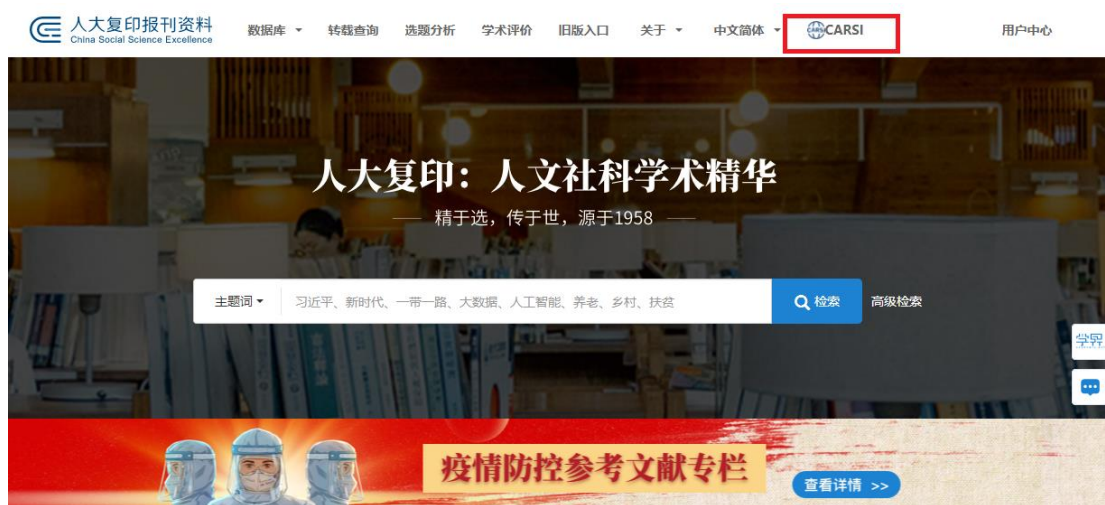 人大复印报刊资料
China Social Science Excellence
数据库 转载查询 选题分析 学术评价 旧版入口 关于 中文简体 CARSI 用户中心
人大复印：人文社科学术精华
精于选，传于世，源于1958
主题词 习近平、新时代、一带一路、大数据、人工智能、养老、乡村、扶贫 检索 高级检索
学界
疫情防控参考文献专栏
查看详情 >>